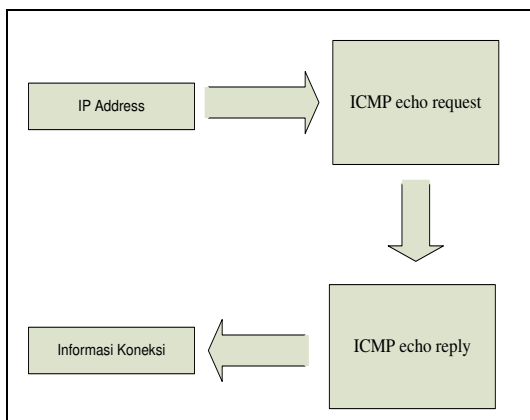 IP Address
ICMP echo request
ICMP echo reply
Informasi Koneksi